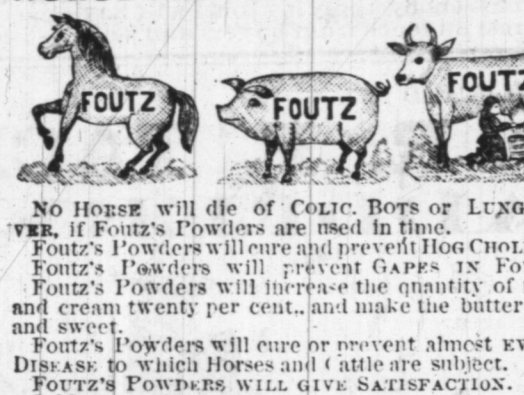 FOUTZ FOUTZ FOUTZ
NO HORSE will die of COLIC. BOTS or LUNG
VER, if Foutz's Powders are used in time.
Foutz's Powders will cure and prevent HOG CHOL
Foutz's Powders will prevent GAPES IN FO
Foutz's Powders will increase the quantity of
and cream twenty per cent., and make the butter
and sweet.
Foutz's Powders will cure or prevent almost EV
DISEASE to which Horses and Cattle are subject.
FOUTZ'S POWDERS WILL GIVE SATISFACTION.